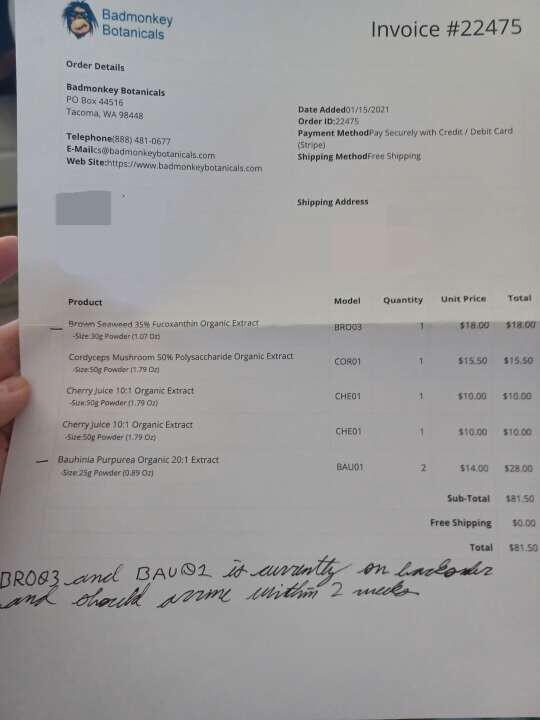 Badmonkey
Botanicals
Invoice #22475
Order Details
Badmonkey Botanicals
PO Box 44516
Tacoma, WA 98448
Telephone(888) 481-0677
E-Mailcs@badmonkeybotanicals.com
Web Site:https://www.badmonkeybotanicals.com
Date Added01/15/2021
Order ID:22475
Payment MethodPay Securely with Credit / Debit Card
(Stripe)
Shipping MethodFree Shipping
Shipping Address
Product Model Quantity Unit Price Total
Brown Seaweed 35% Fucoxanthin Organic Extract BRO03 1 $18.00 $18.00
-Size:30g Powder (1.07 Oz)
Cordyceps Mushroom 50% Polysaccharide Organic Extract COR01 1 $15.50 $15.50
-Size:50g Powder (1.79 Oz)
Cherry Juice 10:1 Organic Extract CHE01 1 $10.00 $10.00
-Size:50g Powder (1.79 Oz)
Cherry Juice 10:1 Organic Extract CHE01 1 $10.00 $10.00
-Size:50g Powder (1.79 Oz)
Bauhinia Purpurea Organic 20:1 Extract BAU01 2 $14.00 $28.00
-Size:25g Powder (0.89 Oz)
Sub-Total $81.50
Free Shipping $0.00
Total $81.50
BRO03 and BAU01 is currently on backorder
and should arrive within 2 weeks